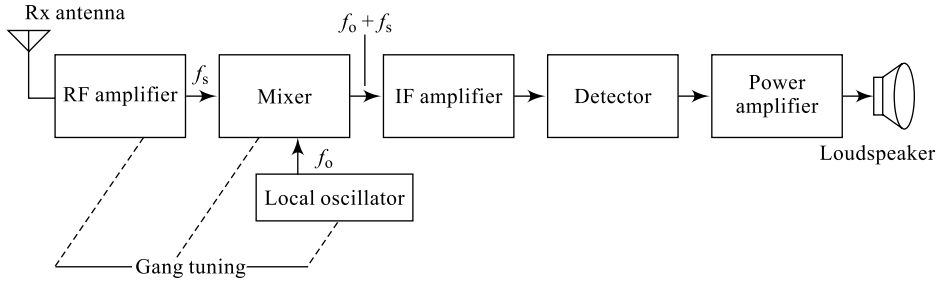 Rx antenna
RF amplifier
fₛ
Mixer
fₒ + fₛ
IF amplifier
Detector
Power
amplifier
Loudspeaker
fₒ
Local oscillator
Gang tuning